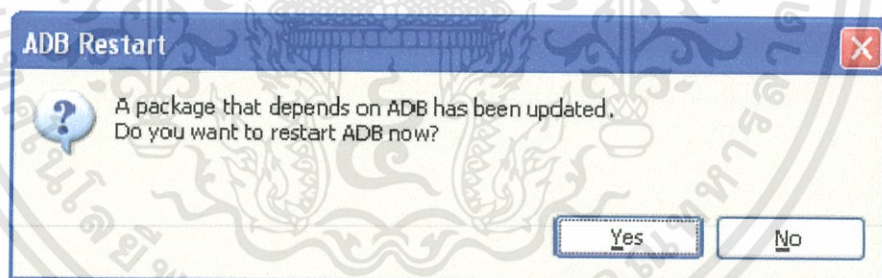 ADB Restart
A package that depends on ADB has been updated.
Do you want to restart ADB now?
Yes
No